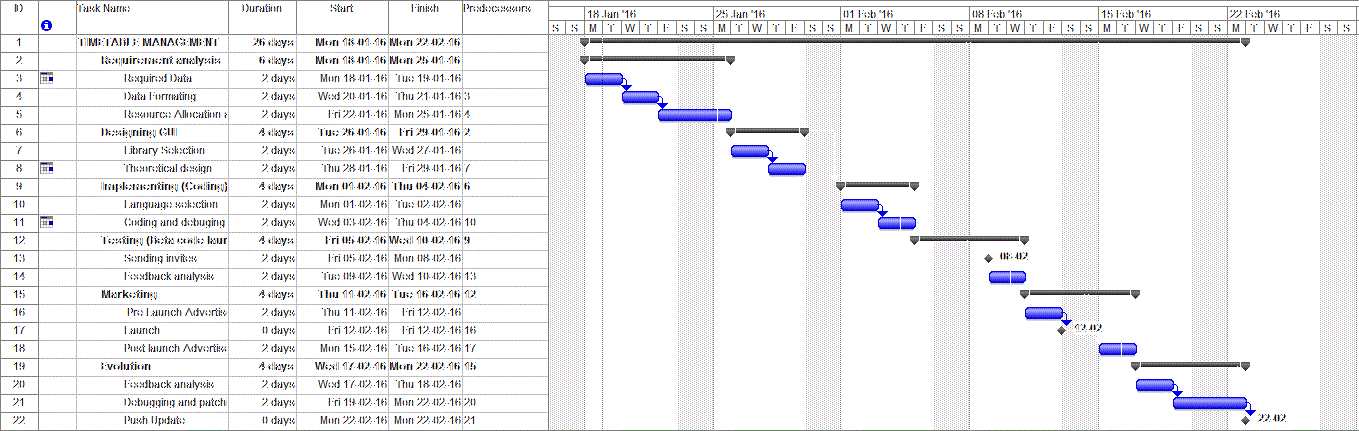 ID Task Name Duration Start Finish Predecessors 18 Jan '16 25 Jan '16 01 Feb '16 08 Feb '16 15 Feb '16 22 Feb '16
S S M T W T F S S M T W T F S S M T W T F S S M T W T F S S M T W T F S S M T W T F S S
1 TIMETABLE MANAGEMENT 26 days Mon 18-01-16 Mon 22-02-16
2 Requirement analysis 6 days Mon 18-01-16 Mon 25-01-16
3 Required Data 2 days Mon 18-01-16 Tue 19-01-16
4 Data Formating 2 days Wed 20-01-16 Thu 21-01-16 3
5 Resource Allocation a 2 days Fri 22-01-16 Mon 25-01-16 4
6 Designing GUI 4 days Tue 26-01-16 Fri 29-01-16 2
7 Library Selection 2 days Tue 26-01-16 Wed 27-01-16
8 Theoretical design 2 days Thu 28-01-16 Fri 29-01-16 7
9 Implementing (Coding) 4 days Mon 01-02-16 Thu 04-02-16 6
10 Language selection 2 days Mon 01-02-16 Tue 02-02-16
11 Coding and debuging 2 days Wed 03-02-16 Thu 04-02-16 10
12 Testing (Beta code laun 4 days Fri 05-02-16 Wed 10-02-16 9
13 Sending invites 2 days Fri 05-02-16 Mon 08-02-16 08-02
14 Feedback analysis 2 days Tue 09-02-16 Wed 10-02-16 13
15 Marketing 4 days Thu 11-02-16 Tue 16-02-16 12
16 Pre Launch Advertise 2 days Thu 11-02-16 Fri 12-02-16
17 Launch 0 days Fri 12-02-16 Fri 12-02-16 16 12-02
18 Post launch Advertise 2 days Mon 15-02-16 Tue 16-02-16 17
19 Evolution 4 days Wed 17-02-16 Mon 22-02-16 15
20 Feedback analysis 2 days Wed 17-02-16 Thu 18-02-16
21 Debugging and patchi 2 days Fri 19-02-16 Mon 22-02-16 20
22 Push Update 0 days Mon 22-02-16 Mon 22-02-16 21 22-02